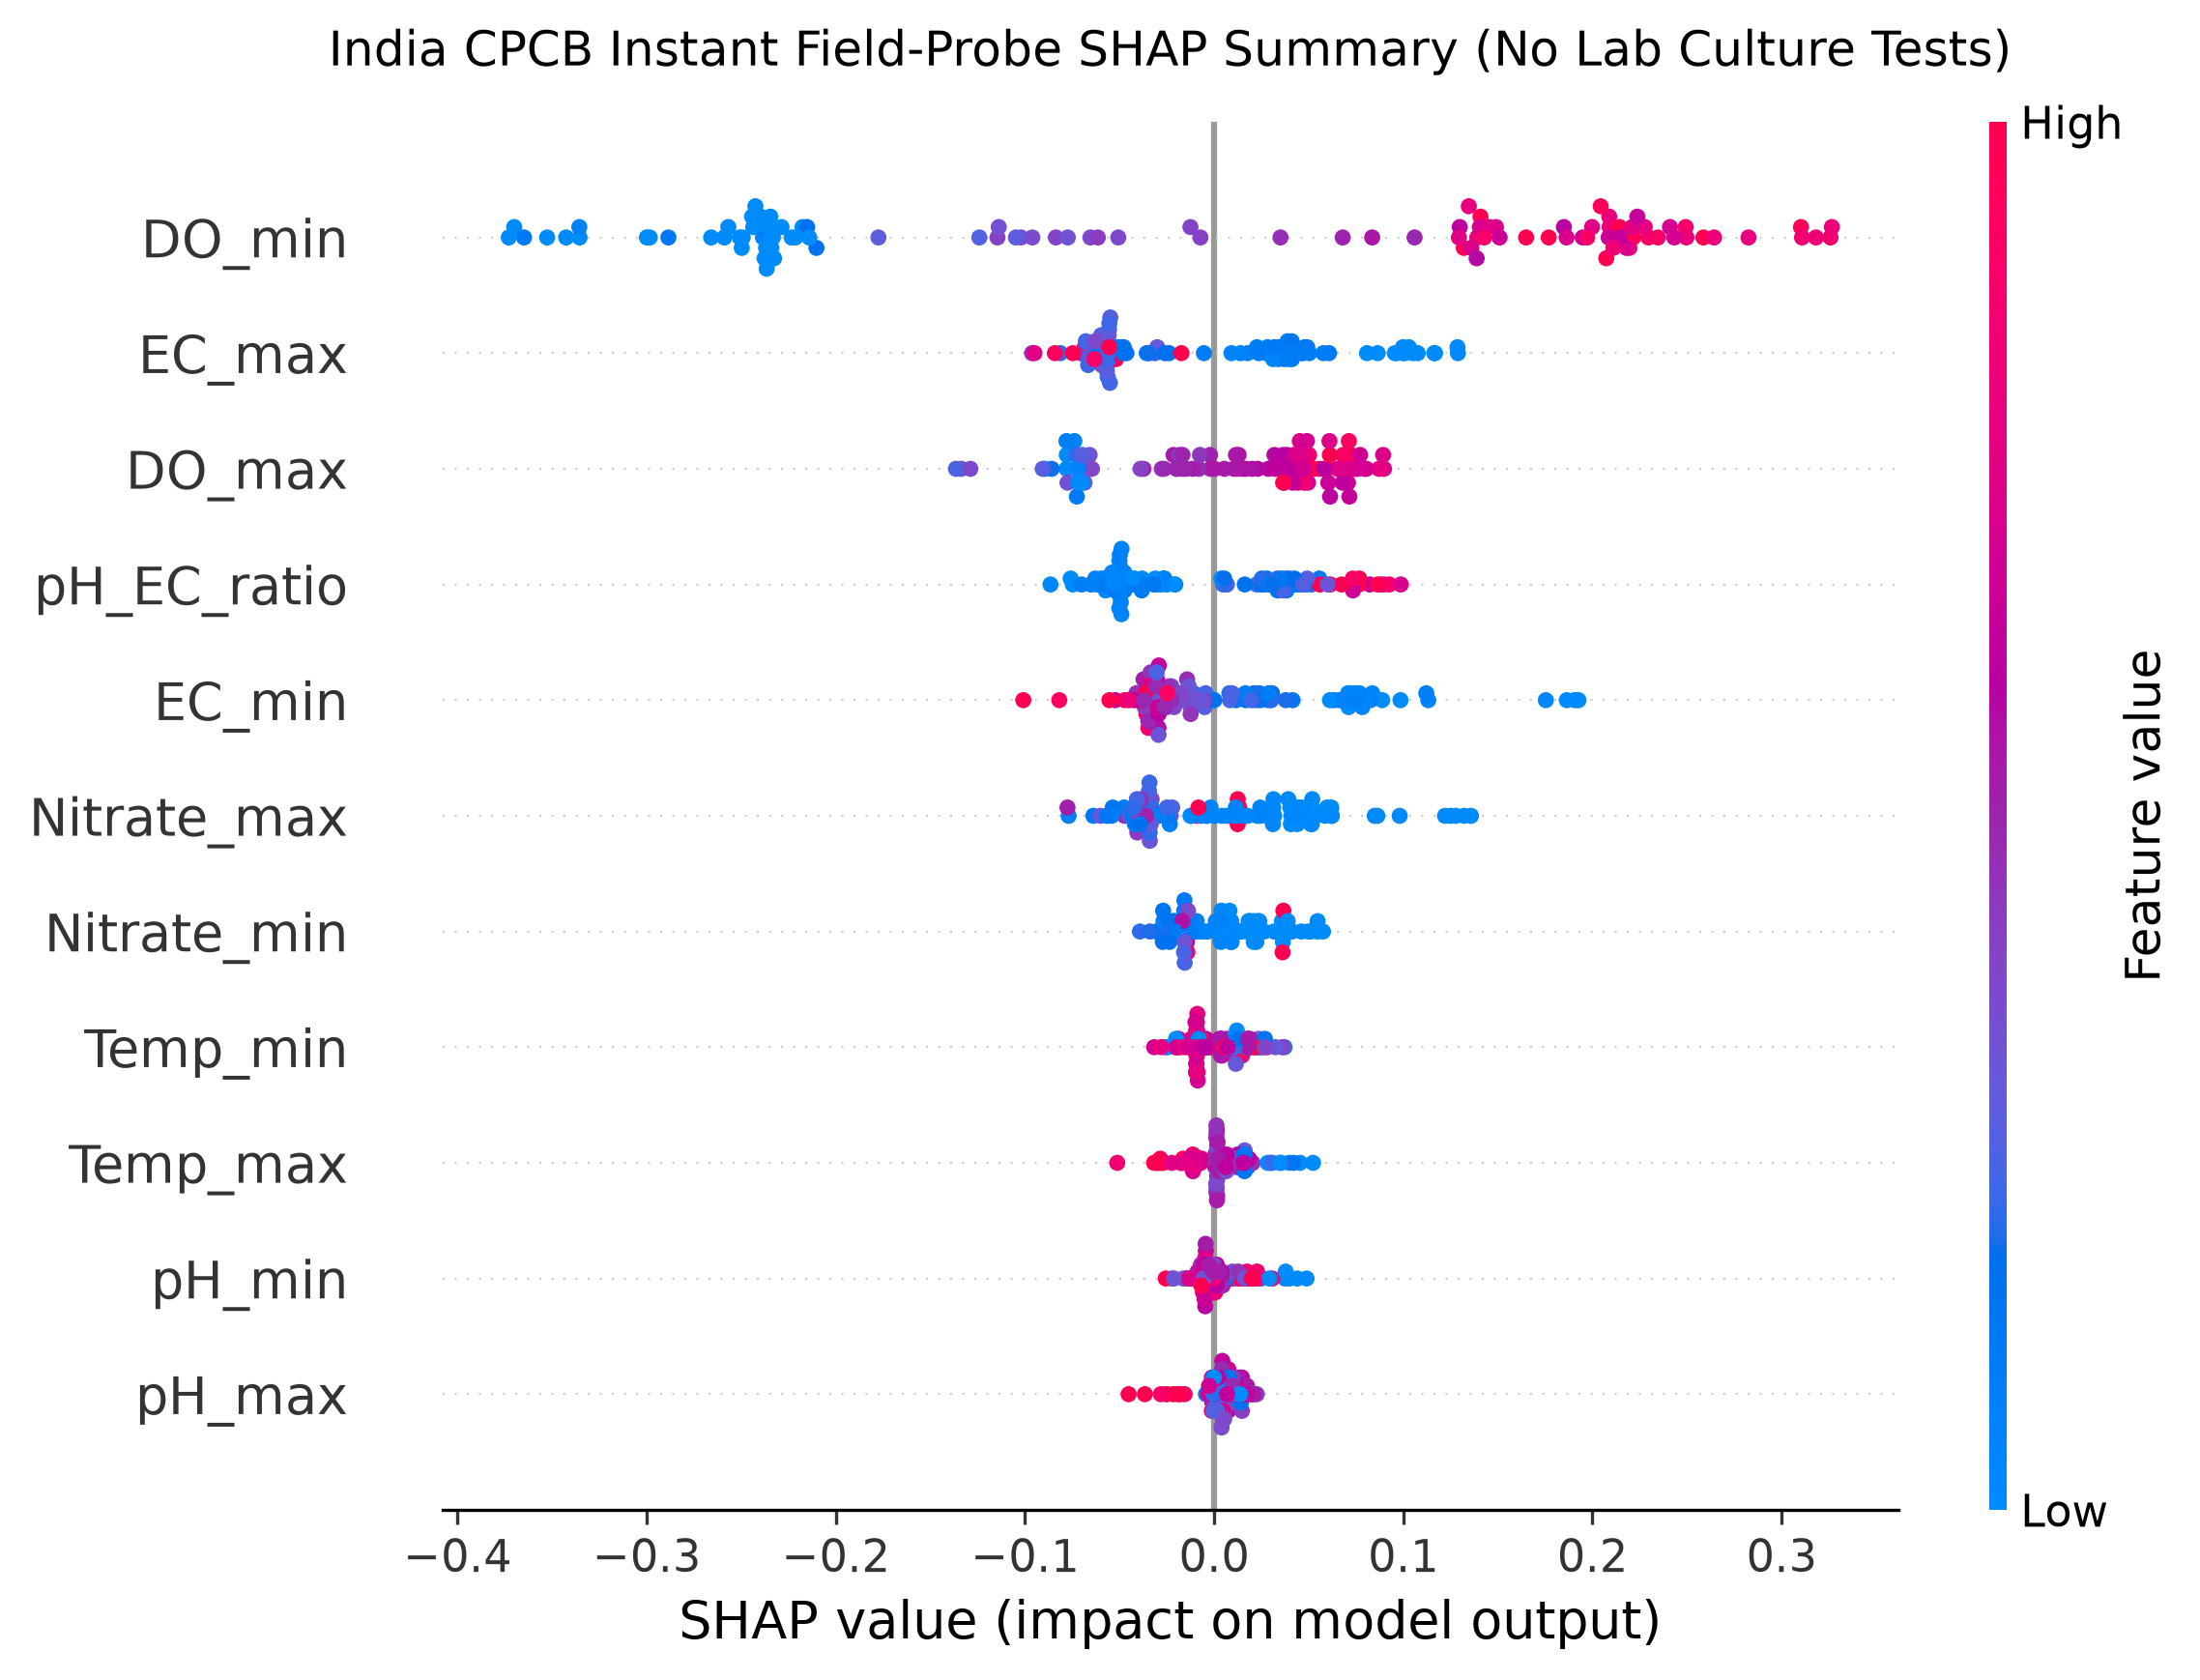 India CPCB Instant Field-Probe SHAP Summary (No Lab Culture Tests)
High
DO_min
EC_max
DO_max
pH_EC_ratio
EC_min
Nitrate_max
Nitrate_min
Temp_min
Temp_max
pH_min
pH_max
Feature value
Low
−0.4 −0.3 −0.2 −0.1 0.0 0.1 0.2 0.3
SHAP value (impact on model output)